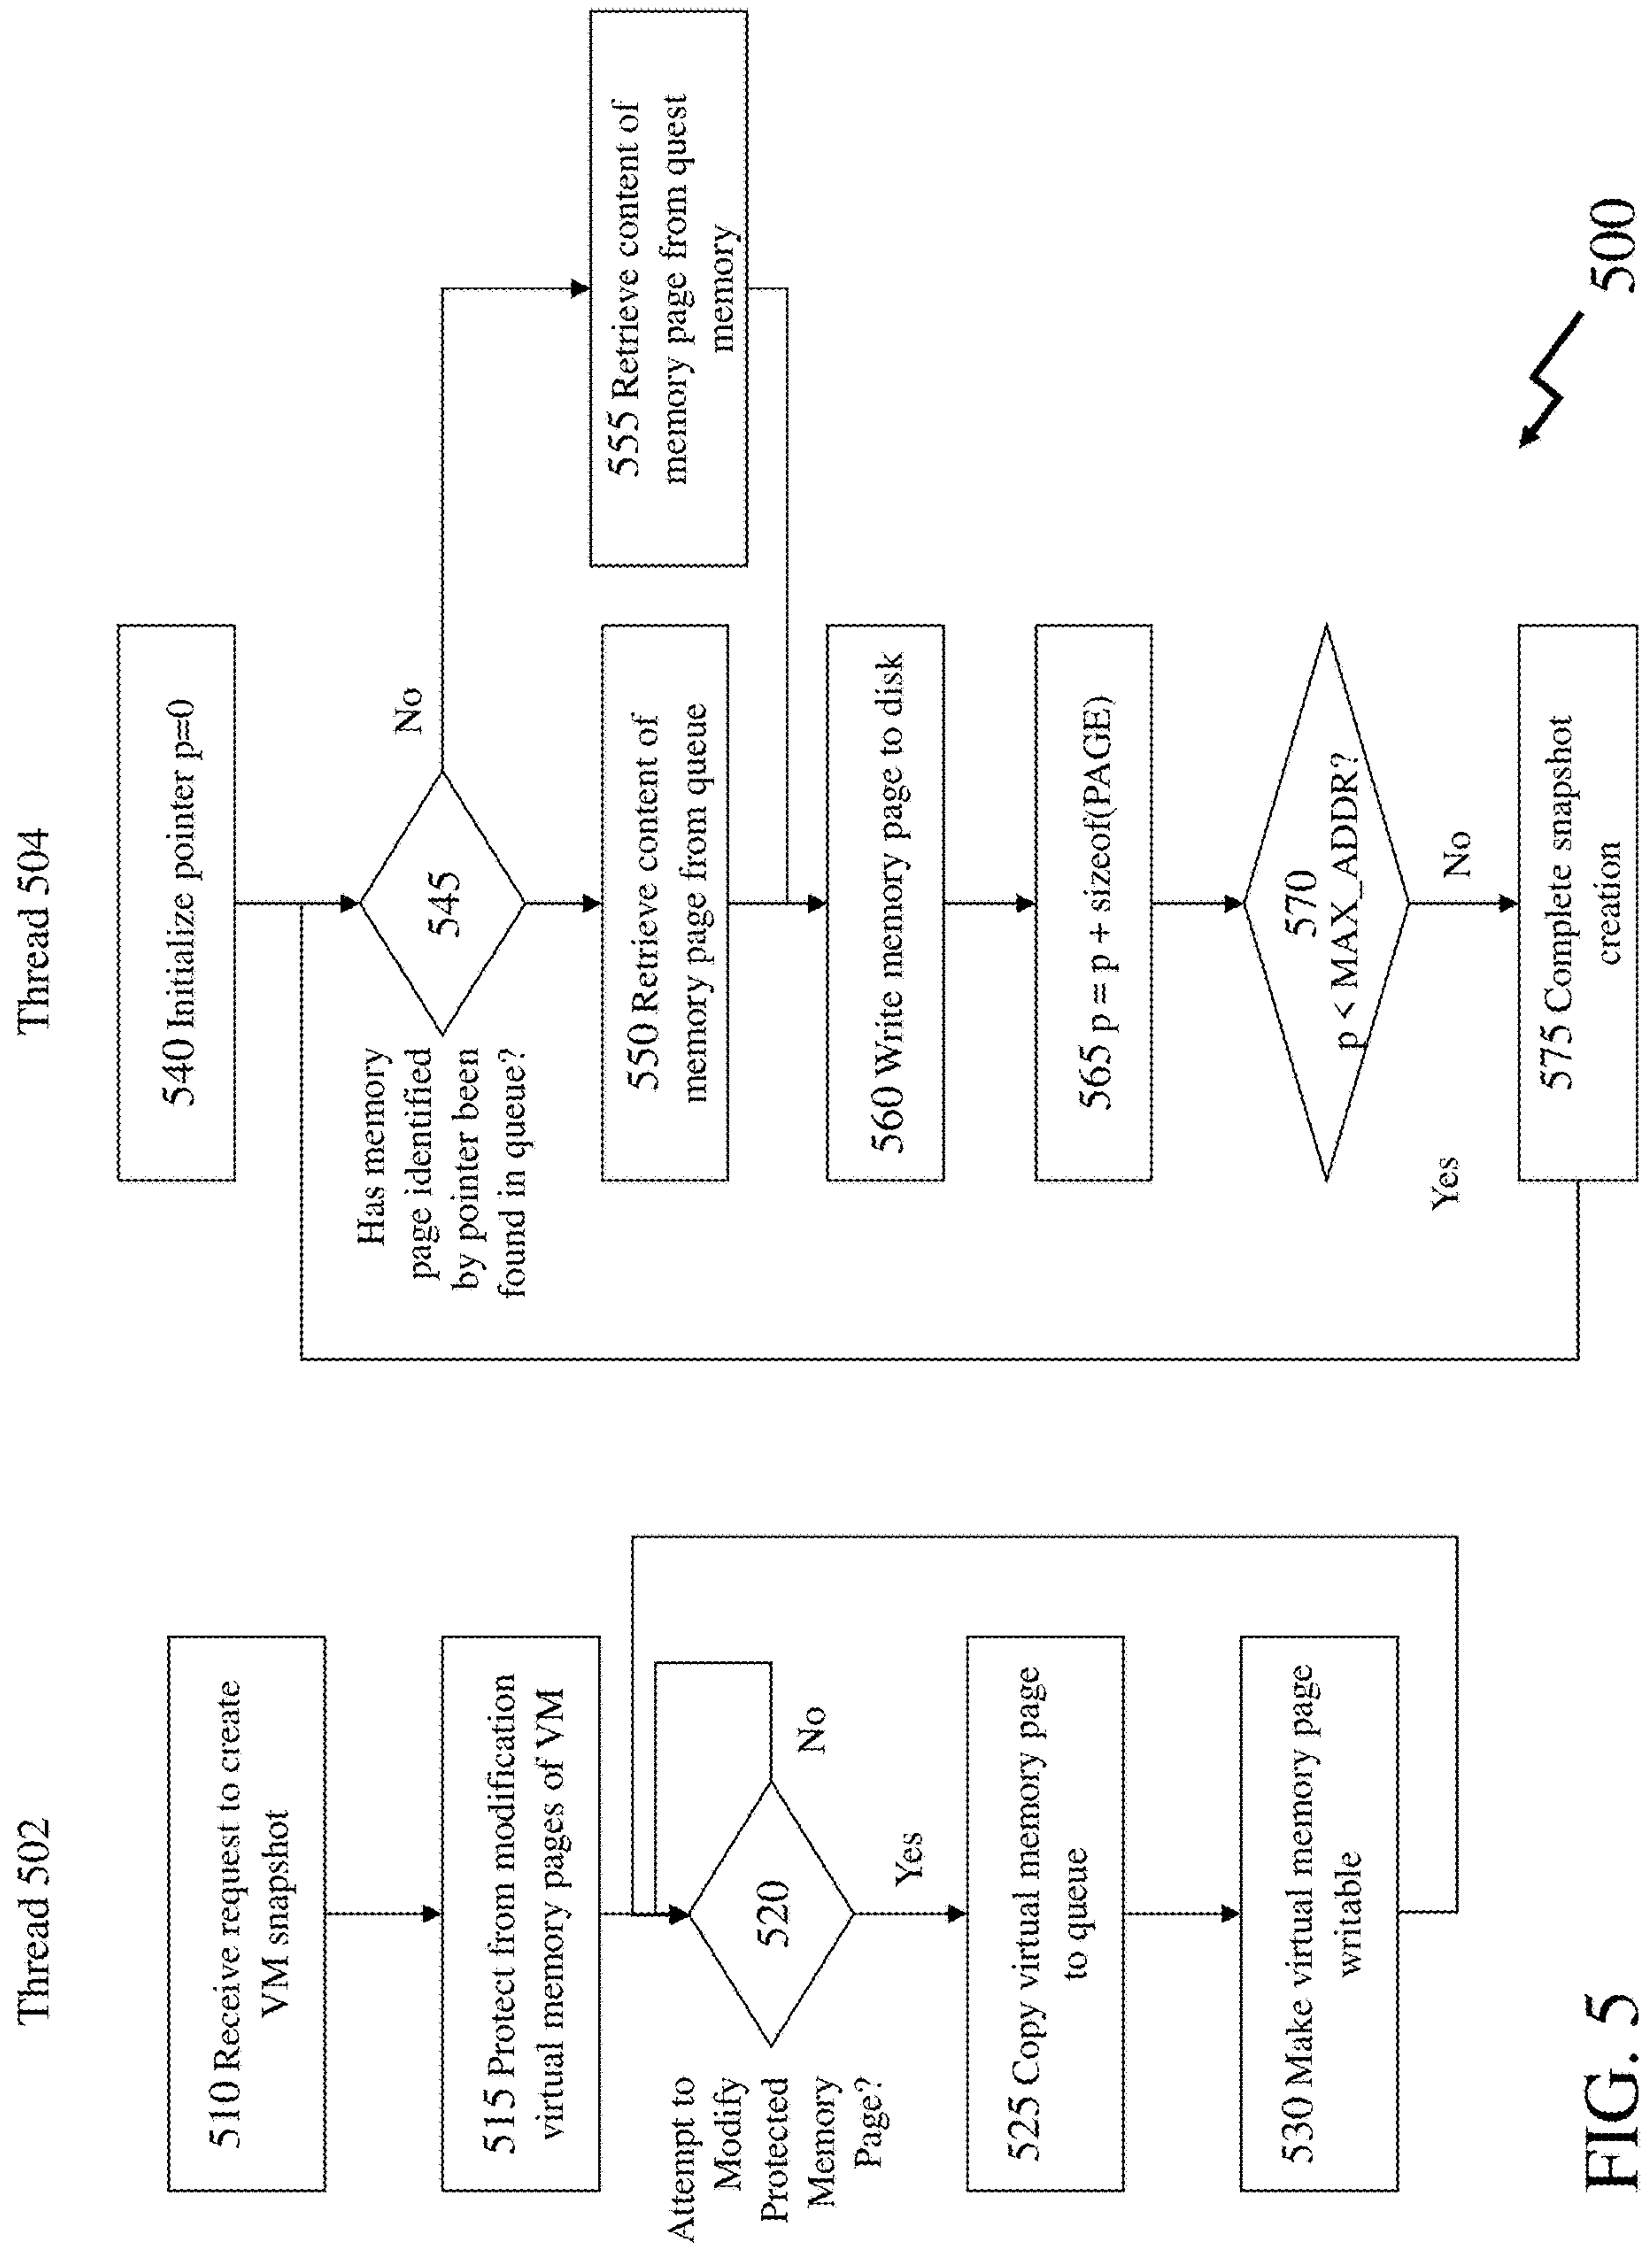 Thread 502
510 Receive request to create
VM snapshot
515 Protect from modification
virtual memory pages of VM
Attempt to
Modify
Protected
Memory
Page?
520
No
Yes
525 Copy virtual memory page
to queue
530 Make virtual memory page
writable
Thread 504
540 Initialize pointer p=0
Has memory
page identified
by pointer been
found in queue?
545
No
550 Retrieve content of
memory page from queue
555 Retrieve content of
memory page from quest
memory
560 Write memory page to disk
565 p = p + sizeof(PAGE)
570
p < MAX_ADDR?
Yes
No
575 Complete snapshot
creation
500
FIG. 5